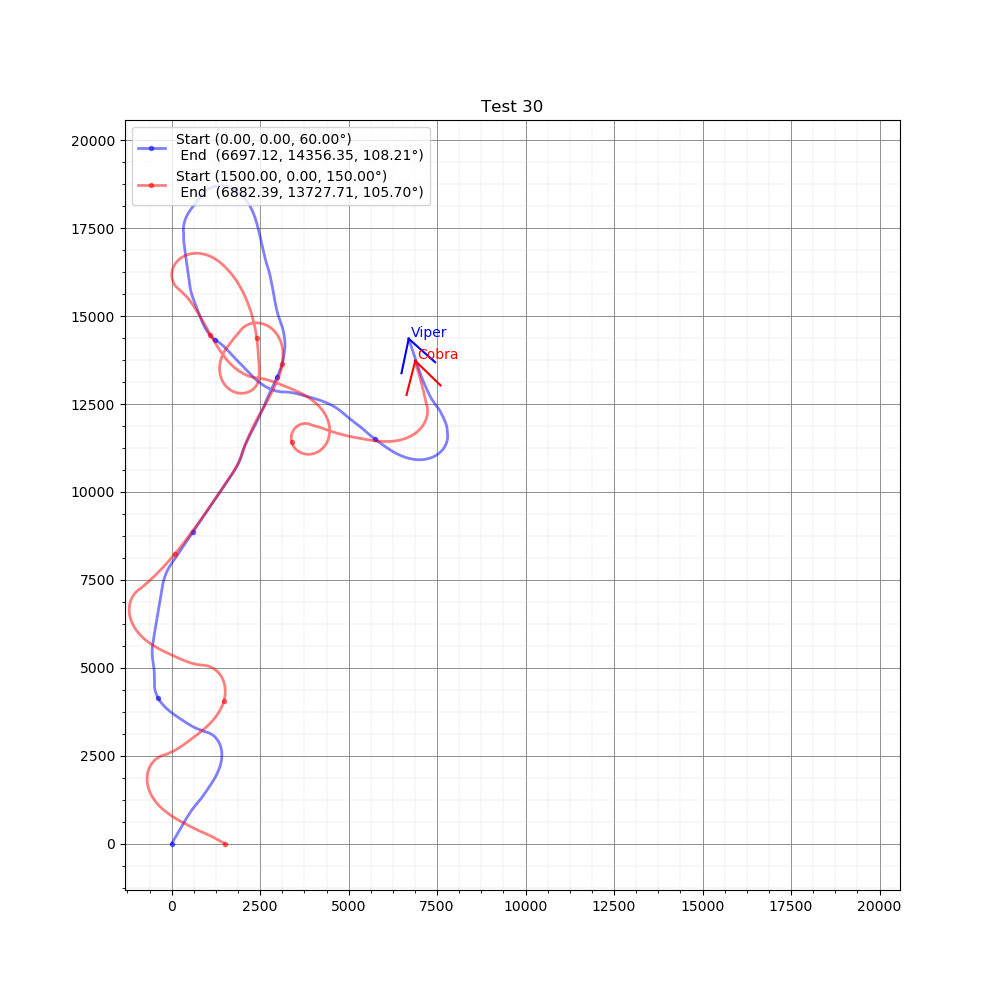 Test 30
Start (0.00, 0.00, 60.00°)
End (6697.12, 14356.35, 108.21°)
Start (1500.00, 0.00, 150.00°)
End (6882.39, 13727.71, 105.70°)
20000
17500
15000
12500
10000
7500
5000
2500
0
Viper
Cobra
0 2500 5000 7500 10000 12500 15000 17500 20000